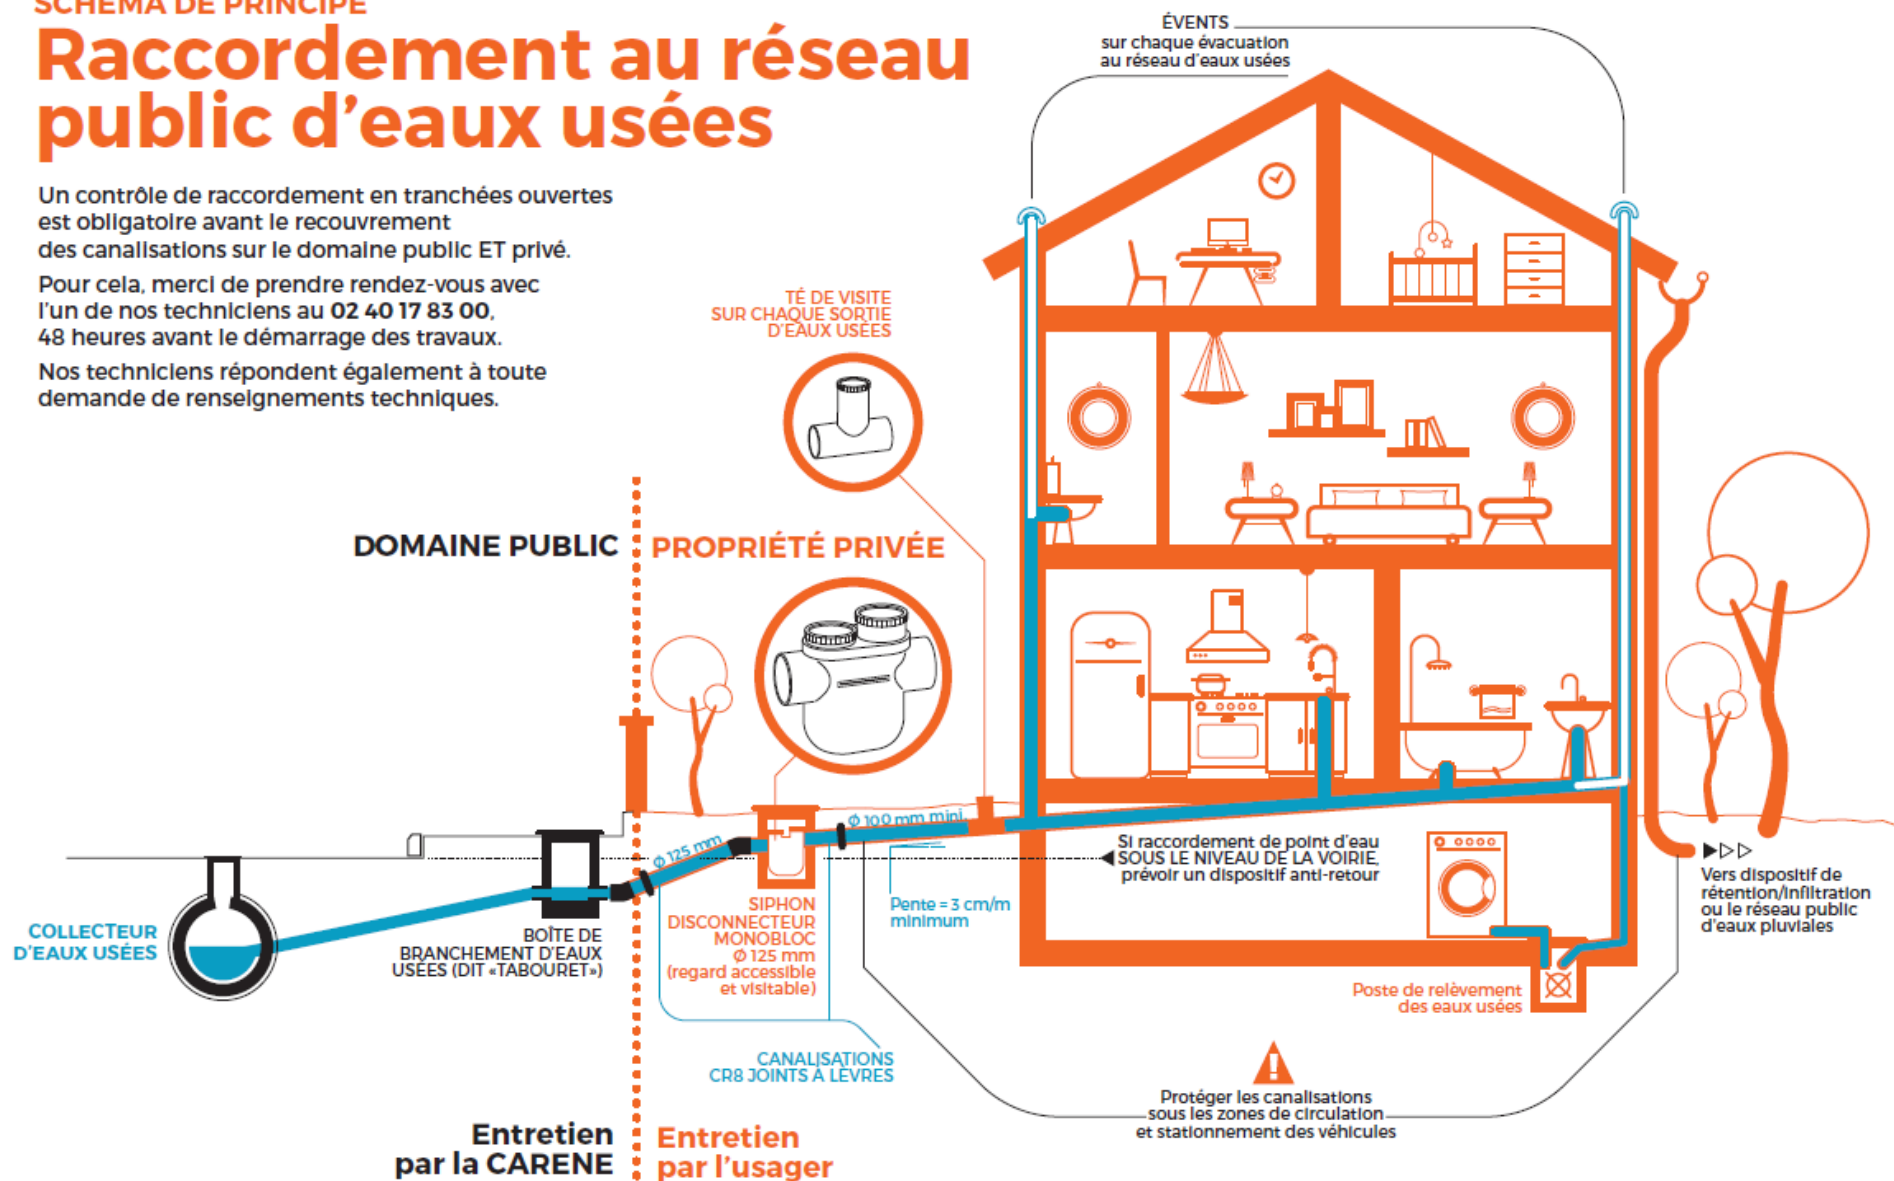 SCHÉMA DE PRINCIPE
Raccordement au réseau
public d'eaux usées
Un contrôle de raccordement en tranchées ouvertes
est obligatoire avant le recouvrement
des canalisations sur le domaine public ET privé.
Pour cela, merci de prendre rendez-vous avec
l'un de nos techniciens au 02 40 17 83 00,
48 heures avant le démarrage des travaux.
Nos techniciens répondent également à toute
demande de renseignements techniques.
ÉVENTS
sur chaque évacuation
au réseau d'eaux usées
TÉ DE VISITE
SUR CHAQUE SORTIE
D'EAUX USÉES
DOMAINE PUBLIC
PROPRIÉTÉ PRIVÉE
Ø 125 mm
Ø 100 mm mini.
Si raccordement de point d'eau
SOUS LE NIVEAU DE LA VOIRIE,
prévoir un dispositif anti-retour
Pente = 3 cm/m
minimum
COLLECTEUR
D'EAUX USÉES
BOÎTE DE
BRANCHEMENT D'EAUX
USÉES (DIT «TABOURET»)
SIPHON
DISCONNECTEUR
MONOBLOC
Ø 125 mm
(regard accessible
et visitable)
CANALISATIONS
CR8 JOINTS À LÈVRES
Vers dispositif de
rétention/infiltration
ou le réseau public
d'eaux pluviales
Poste de relèvement
des eaux usées
Protéger les canalisations
sous les zones de circulation
et stationnement des véhicules
Entretien
par la CARENE
Entretien
par l'usager